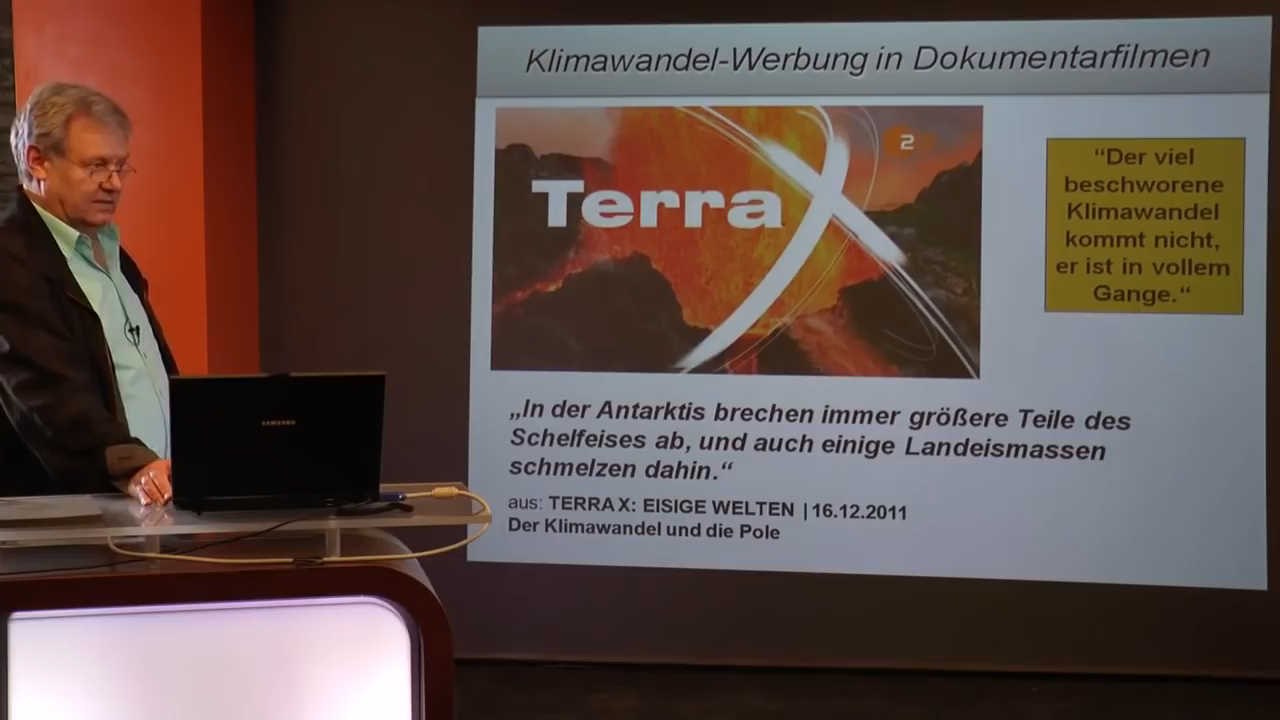 Klimawandel-Werbung in Dokumentarfilmen
2
Terra X
“Der viel
beschworene
Klimawandel
kommt nicht,
er ist in vollem
Gange.“
„In der Antarktis brechen immer größere Teile des
Schelfeises ab, und auch einige Landeismassen
schmelzen dahin.“
aus: TERRA X: EISIGE WELTEN | 16.12.2011
Der Klimawandel und die Pole
SAMSUNG